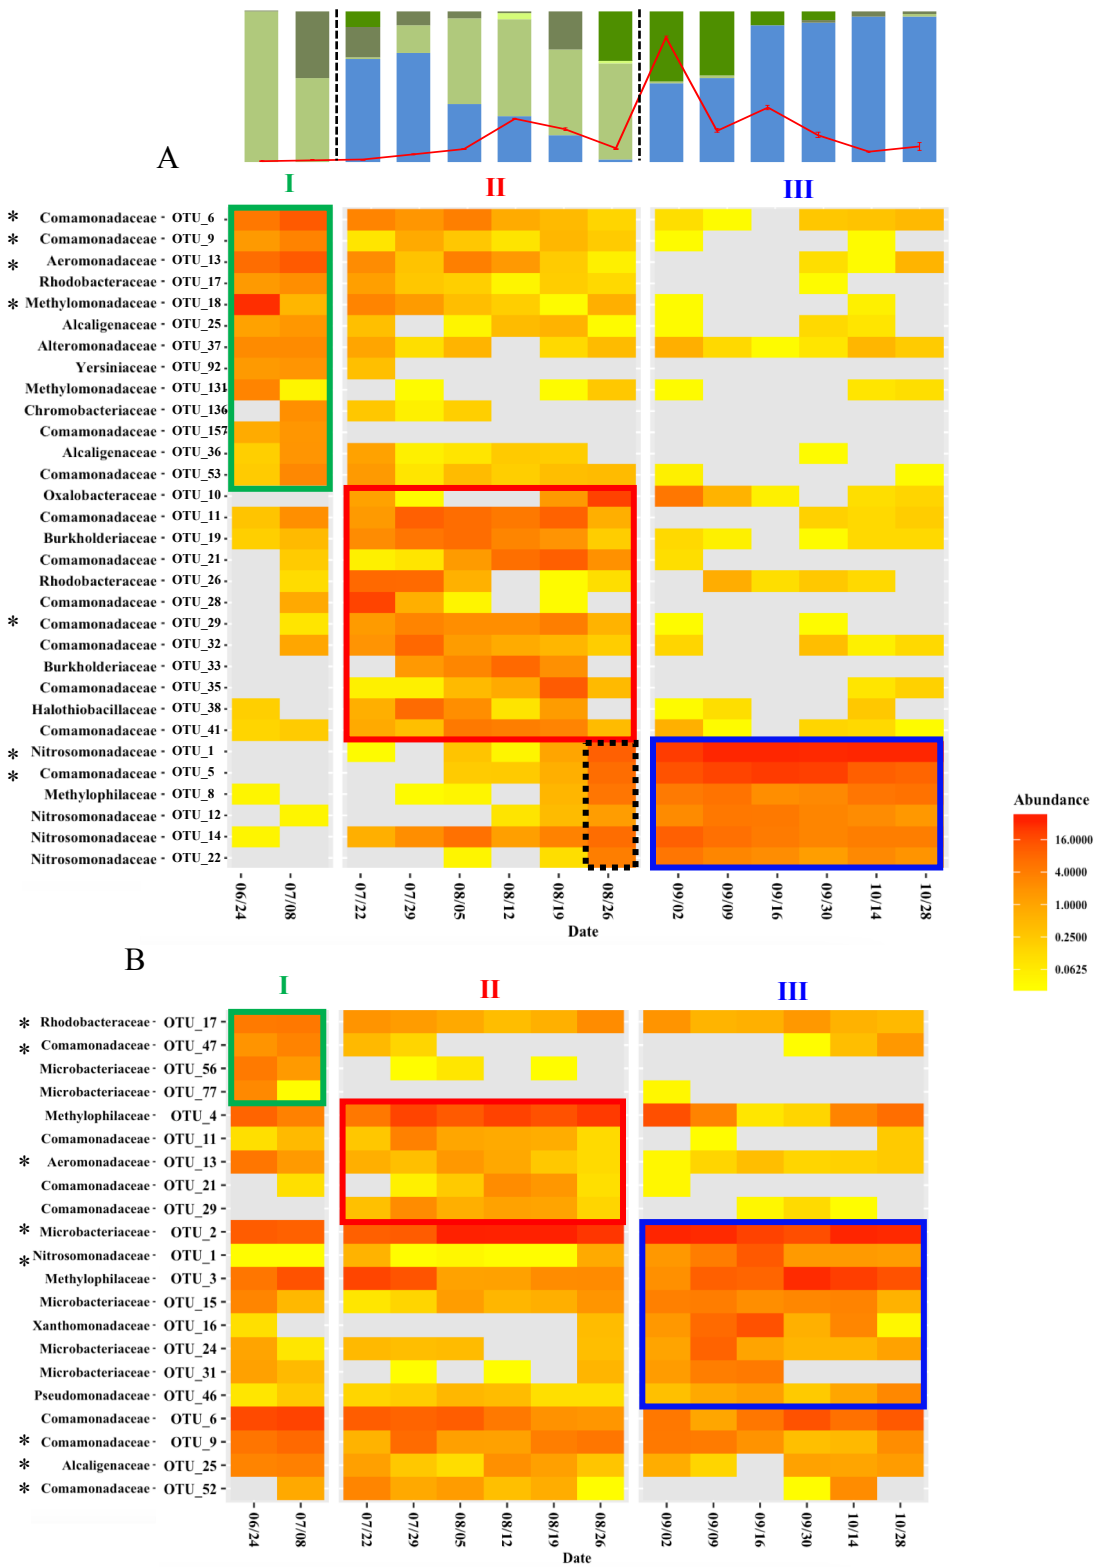 A
I II III
* Comamonadaceae - OTU_6
* Comamonadaceae - OTU_9
* Aeromonadaceae - OTU_13
Rhodobacteraceae - OTU_17
* Methylomonadaceae - OTU_18
Alcaligenaceae - OTU_25
Alteromonadaceae - OTU_37
Yersiniaceae - OTU_92
Methylomonadaceae - OTU_131
Chromobacteriaceae - OTU_136
Comamonadaceae - OTU_157
Alcaligenaceae - OTU_36
Comamonadaceae - OTU_53
Oxalobacteraceae - OTU_10
Comamonadaceae - OTU_11
Burkholderiaceae - OTU_19
Comamonadaceae - OTU_21
Rhodobacteraceae - OTU_26
Comamonadaceae - OTU_28
* Comamonadaceae - OTU_29
Comamonadaceae - OTU_32
Burkholderiaceae - OTU_33
Comamonadaceae - OTU_35
Halothiobacillaceae - OTU_38
Comamonadaceae - OTU_41
* Nitrosomonadaceae - OTU_1
* Comamonadaceae - OTU_5
Methylophilaceae - OTU_8
Nitrosomonadaceae - OTU_12
Nitrosomonadaceae - OTU_14
Nitrosomonadaceae - OTU_22
06/24 07/08 07/22 07/29 08/05 08/12 08/19 08/26 09/02 09/09 09/16 09/30 10/14 10/28
Date
Abundance
16.0000
4.0000
1.0000
0.2500
0.0625
B
I II III
* Rhodobacteraceae - OTU_17
* Comamonadaceae - OTU_47
Microbacteriaceae - OTU_56
Microbacteriaceae - OTU_77
Methylophilaceae OTU_4
Comamonadaceae - OTU_11
* Aeromonadaceae - OTU_13
Comamonadaceae - OTU_21
Comamonadaceae - OTU_29
* Microbacteriaceae - OTU_2
* Nitrosomonadaceae - OTU_1
Methylophilaceae - OTU_3
Microbacteriaceae - OTU_15
Xanthomonadaceae - OTU_16
Microbacteriaceae - OTU_24
Microbacteriaceae - OTU_31
Pseudomonadaceae - OTU_46
Comamonadaceae OTU_6
* Comamonadaceae - OTU_9
* Alcaligenaceae - OTU_25
* Comamonadaceae - OTU_52
06/24 07/08 07/22 07/29 08/05 08/12 08/19 08/26 09/02 09/09 09/16 09/30 10/14 10/28
Date